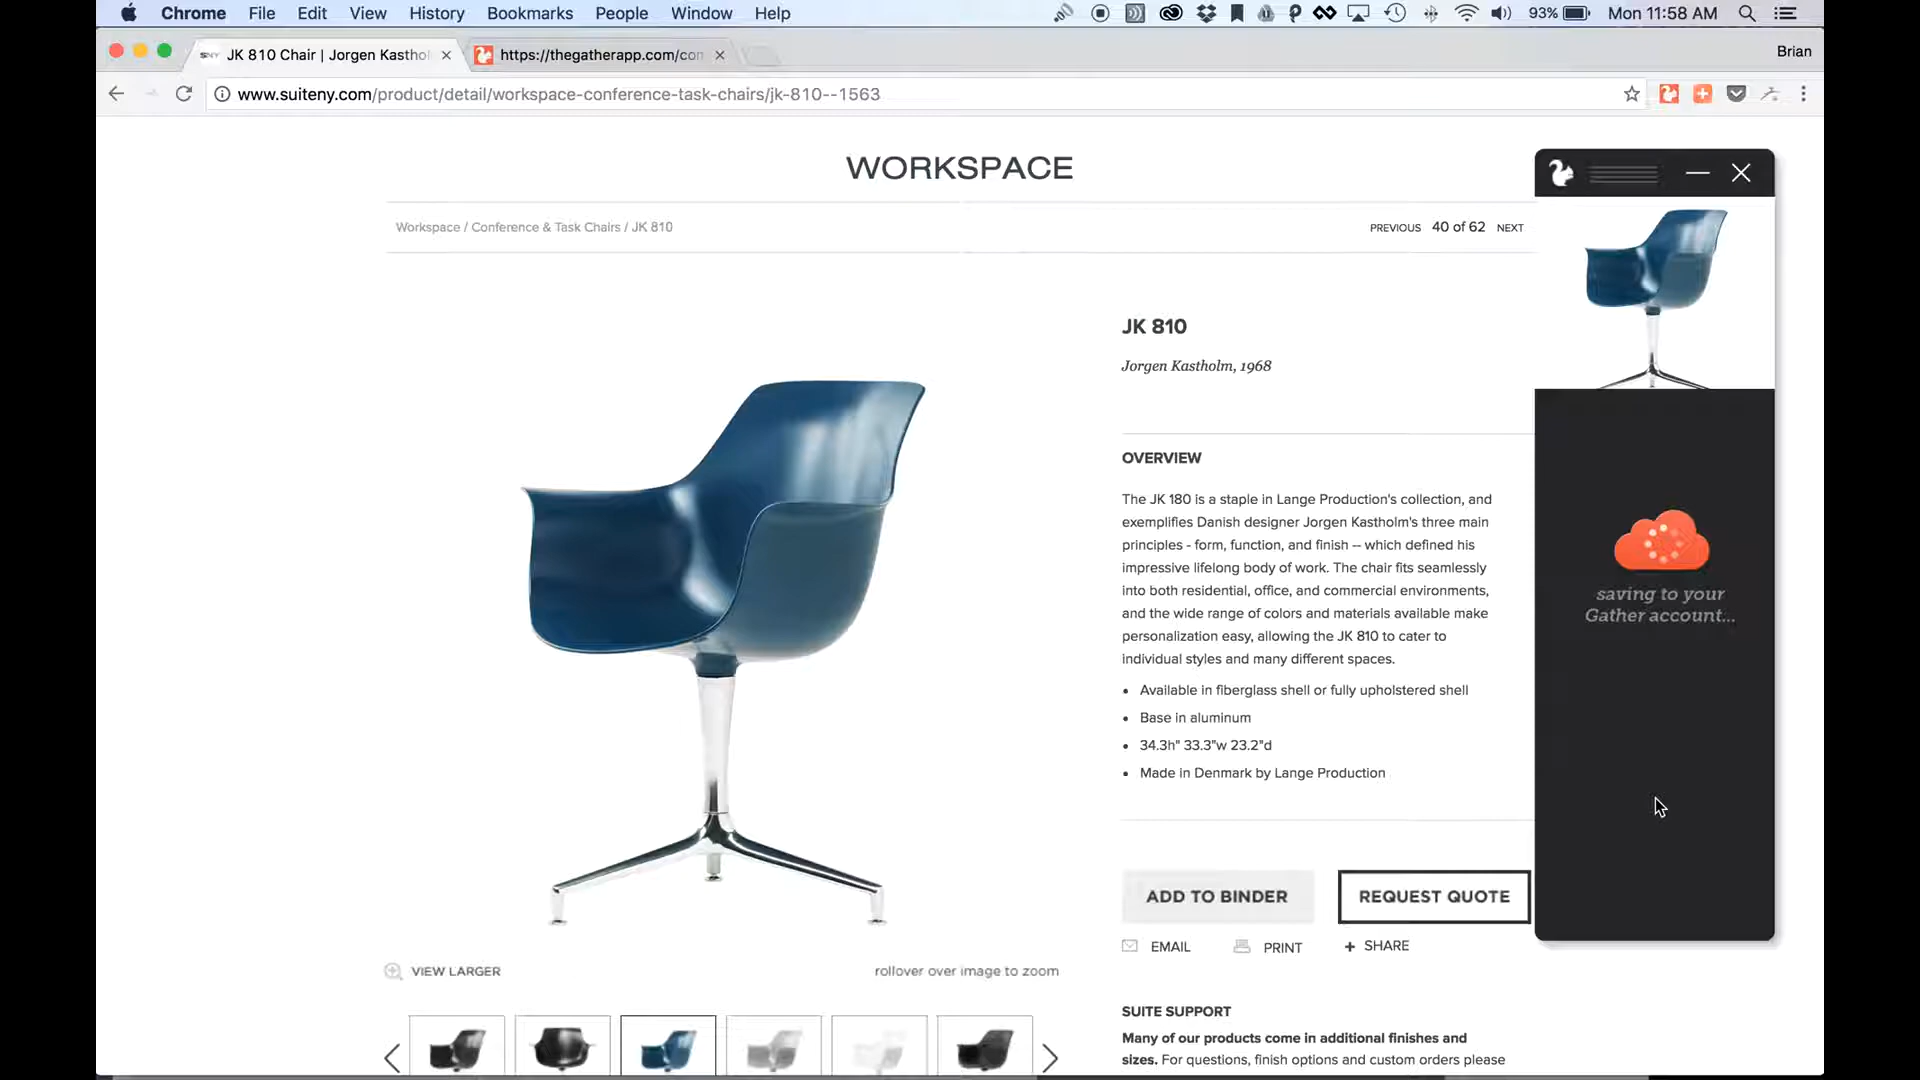 Chrome File Edit View History Bookmarks People Window Help 93% Mon 11:58 AM
JK 810 Chair | Jorgen Kasthol https://thegatherapp.com/con Brian
www.suiteny.com/product/detail/workspace-conference-task-chairs/jk-810--1563
WORKSPACE
Workspace / Conference & Task Chairs / JK 810
PREVIOUS 40 of 62 NEXT
JK 810
Jorgen Kastholm, 1968
OVERVIEW
The JK 180 is a staple in Lange Production's collection, and
exemplifies Danish designer Jorgen Kastholm's three main
principles - form, function, and finish -- which defined his
impressive lifelong body of work. The chair fits seamlessly
into both residential, office, and commercial environments,
and the wide range of colors and materials available make
personalization easy, allowing the JK 810 to cater to
individual styles and many different spaces.
• Available in fiberglass shell or fully upholstered shell
• Base in aluminum
• 34.3h" 33.3"w 23.2"d
• Made in Denmark by Lange Production
ADD TO BINDER REQUEST QUOTE
EMAIL PRINT + SHARE
VIEW LARGER rollover over image to zoom
SUITE SUPPORT
Many of our products come in additional finishes and
sizes. For questions, finish options and custom orders please
saving to your
Gather account...